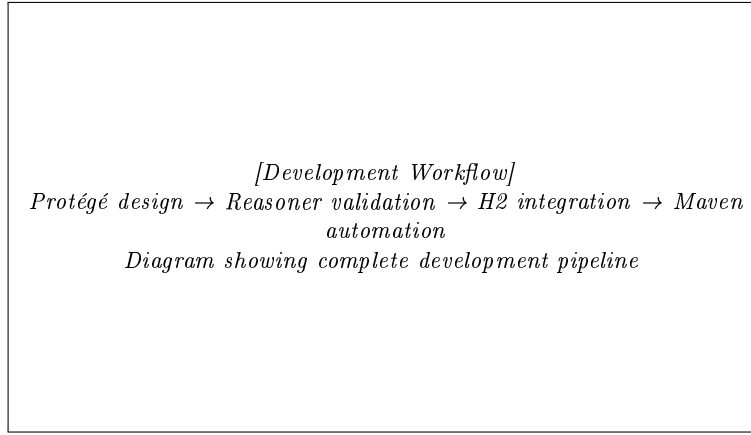 [Development Workflow]
Protégé design → Reasoner validation → H2 integration → Maven
automation
Diagram showing complete development pipeline